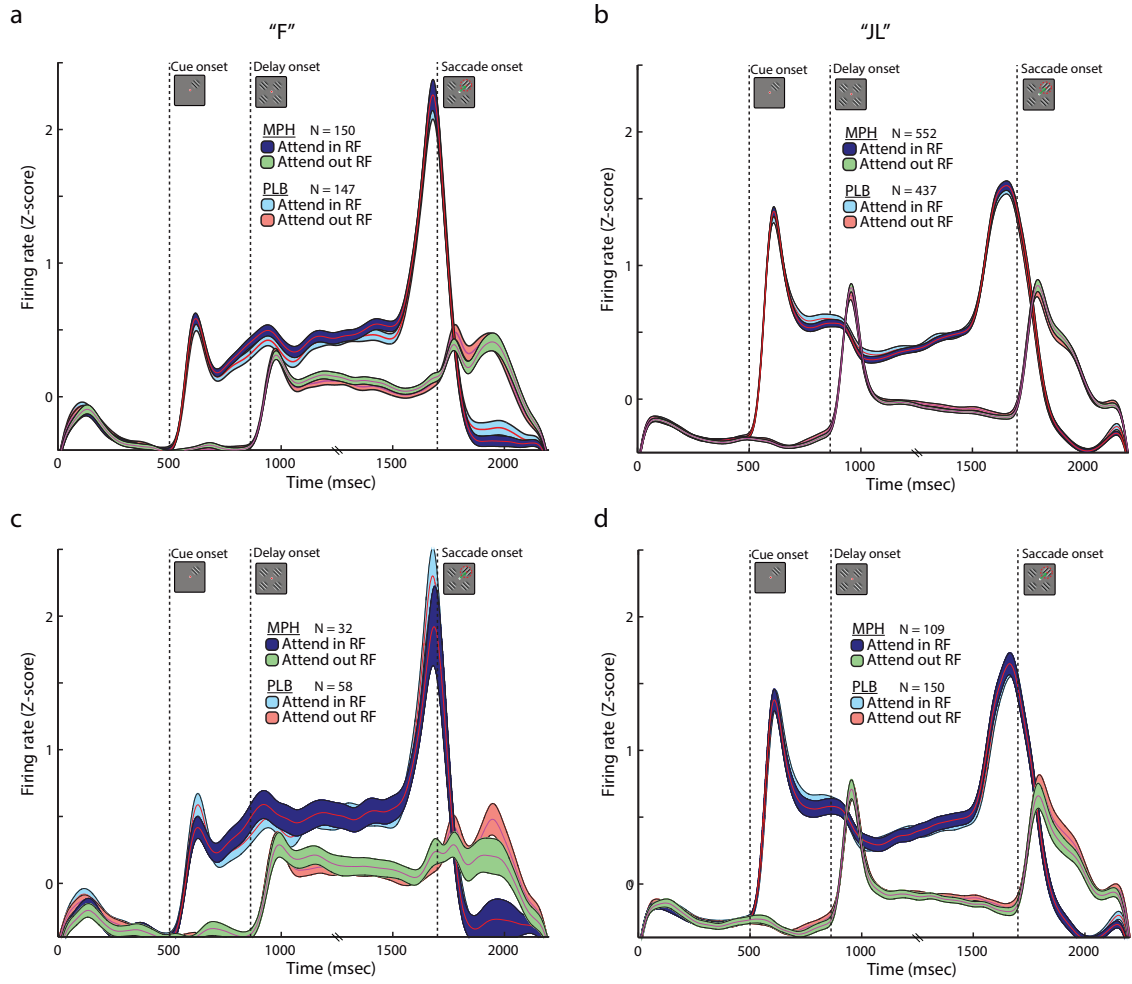 a
"F"
Cue onset
Delay onset
Saccade onset
MPH N = 150
Attend in RF
Attend out RF
PLB N = 147
Attend in RF
Attend out RF
Firing rate (Z-score)
2
1
0
0 500 1000 1500 2000
Time (msec)
b
"JL"
Cue onset
Delay onset
Saccade onset
MPH N = 552
Attend in RF
Attend out RF
PLB N = 437
Attend in RF
Attend out RF
Firing rate (Z-score)
2
1
0
0 500 1000 1500 2000
Time (msec)
c
Cue onset
Delay onset
Saccade onset
MPH N = 32
Attend in RF
Attend out RF
PLB N = 58
Attend in RF
Attend out RF
Firing rate (Z-score)
2
1
0
0 500 1000 1500 2000
Time (msec)
d
Cue onset
Delay onset
Saccade onset
MPH N = 109
Attend in RF
Attend out RF
PLB N = 150
Attend in RF
Attend out RF
Firing rate (Z-score)
2
1
0
0 500 1000 1500 2000
Time (msec)